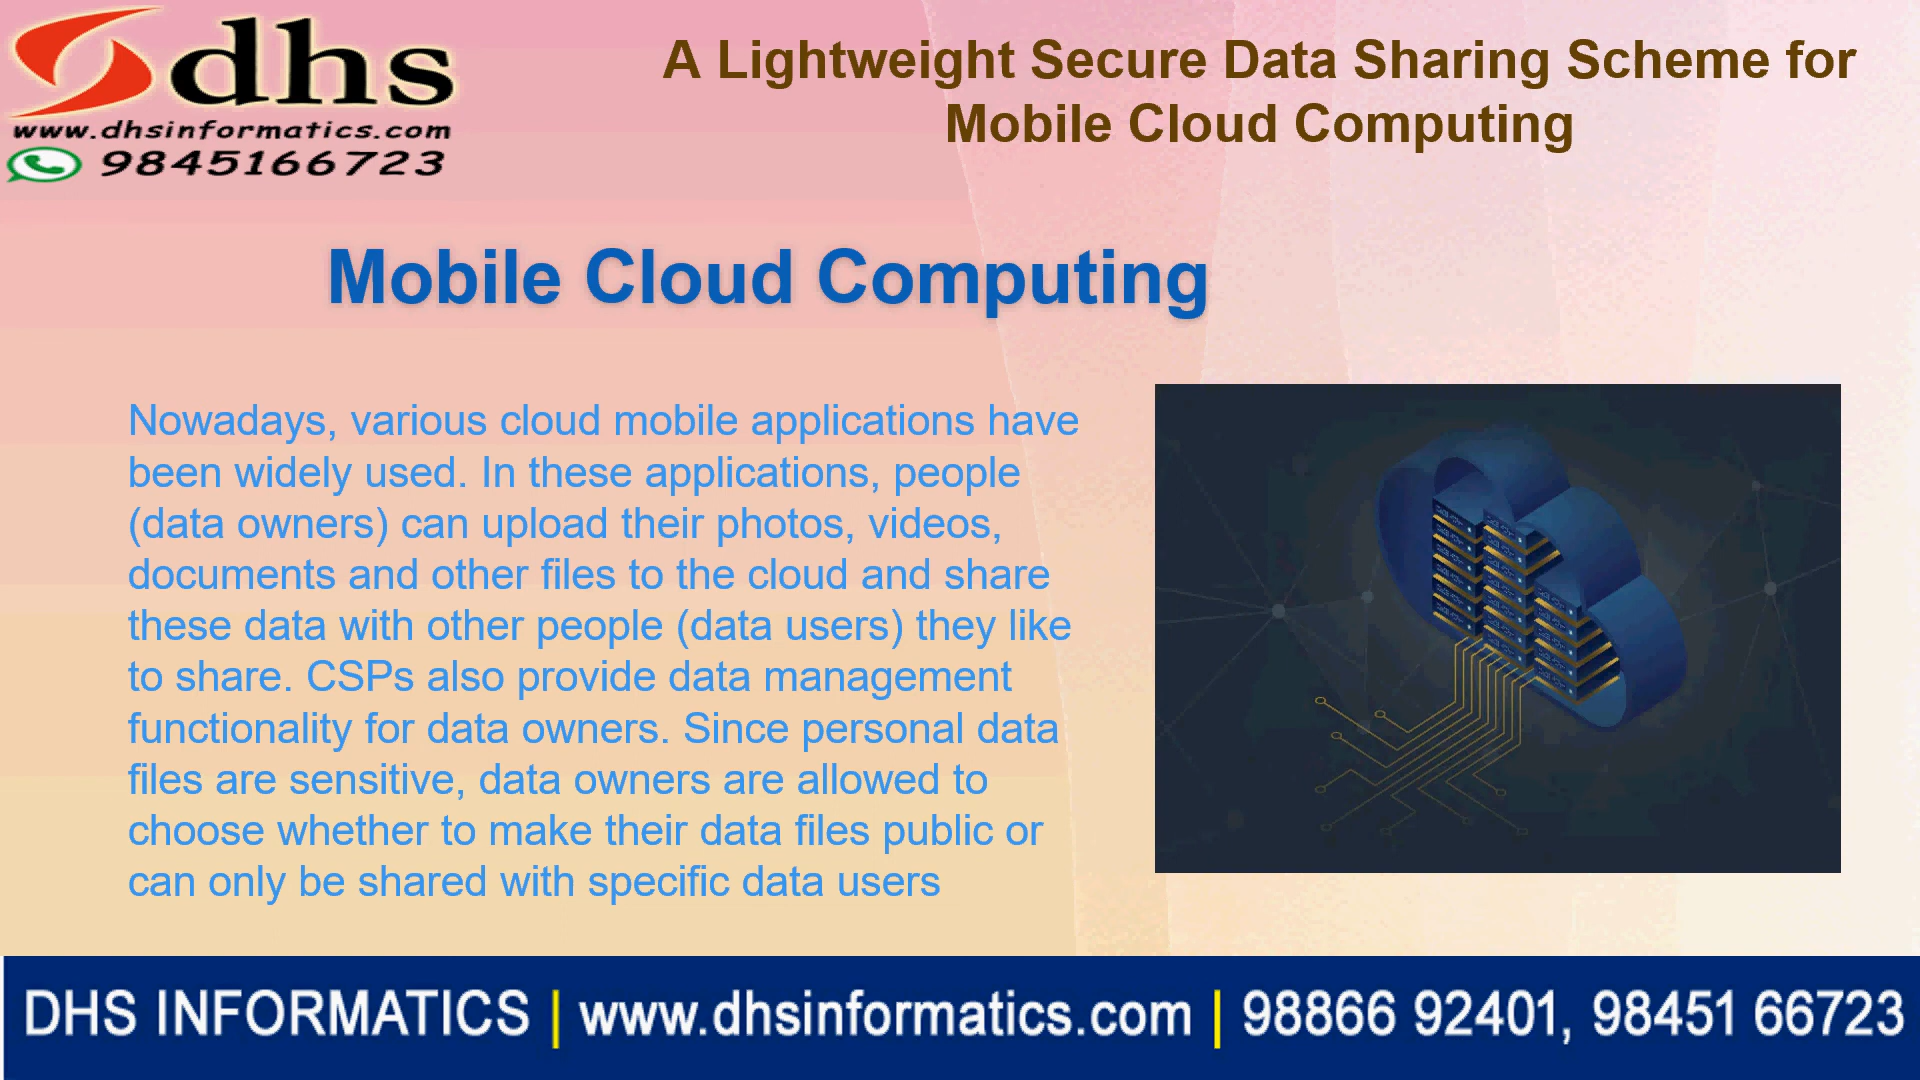 dhs
www.dhsinformatics.com
9845166723
A Lightweight Secure Data Sharing Scheme for
Mobile Cloud Computing
Mobile Cloud Computing
Nowadays, various cloud mobile applications have
been widely used. In these applications, people
(data owners) can upload their photos, videos,
documents and other files to the cloud and share
these data with other people (data users) they like
to share. CSPs also provide data management
functionality for data owners. Since personal data
files are sensitive, data owners are allowed to
choose whether to make their data files public or
can only be shared with specific data users
DHS INFORMATICS | www.dhsinformatics.com | 98866 92401, 98451 66723